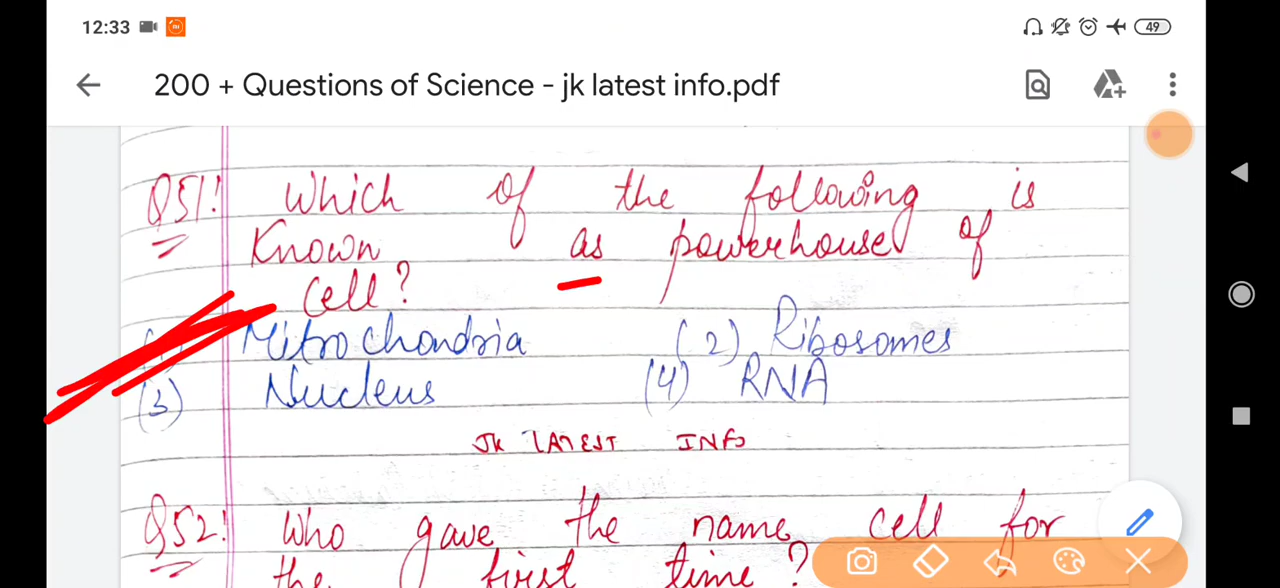 12:33
49
200 + Questions of Science - jk latest info.pdf
Q51! Which of the following is
Known as powerhouse of
Cell?
Mitochondria (2) Ribosomes
(3) Nucleus (4) RNA
JK LATEST INFO
Q52! Who gave the name cell for
the first time?